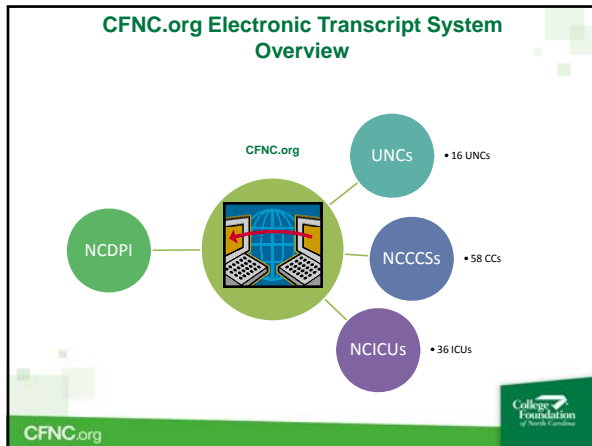 CFNC.org Electronic Transcript System
Overview
CFNC.org
UNCs
• 16 UNCs
NCDPI
NCCCSs
• 58 CCs
NCICUs
• 36 ICUs
College
Foundation
of North Carolina
CFNC.org